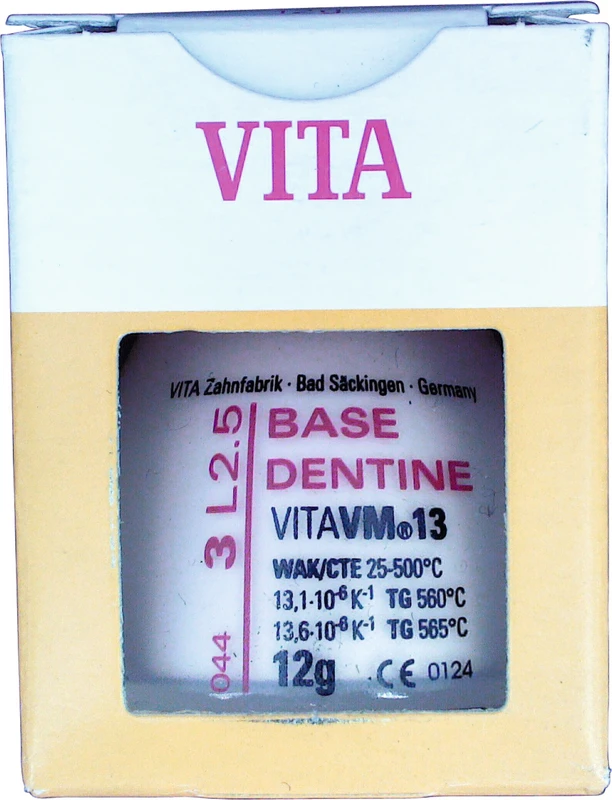 VITA
VITA Zahnfabrik · Bad Säckingen · Germany
3 L2.5
BASE
DENTINE
VITAVM®13
WAK/CTE 25-500°C
13,1·10⁻⁶ K⁻¹ TG 560°C
13,6·10⁻⁶ K⁻¹ TG 565°C
12g CE 0124
044